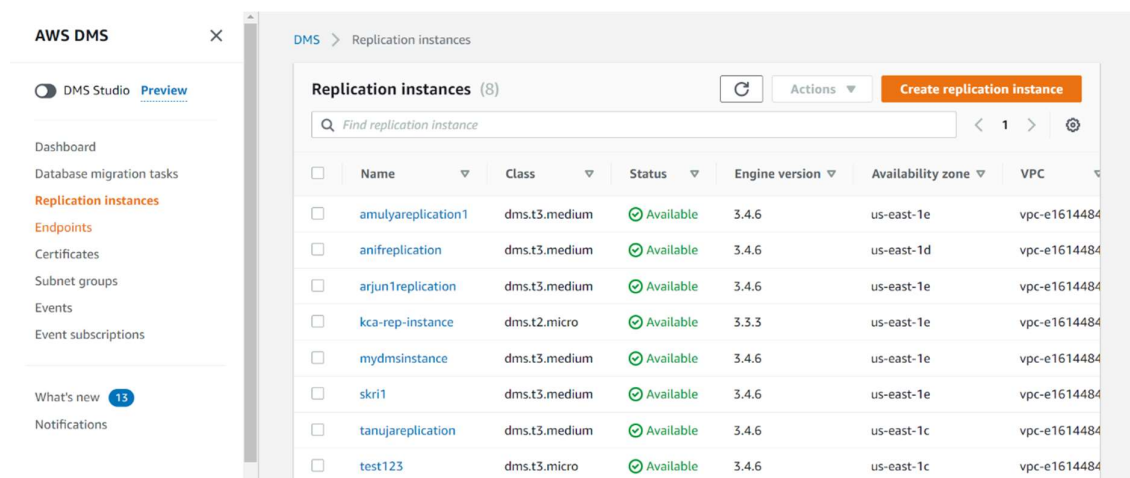 AWS DMS
DMS Studio Preview
Dashboard
Database migration tasks
Replication instances
Endpoints
Certificates
Subnet groups
Events
Event subscriptions
What's new 13
Notifications
DMS > Replication instances
Replication instances (8)
Actions
Create replication instance
Find replication instance
1
Name Class Status Engine version Availability zone VPC
amulyareplication1 dms.t3.medium Available 3.4.6 us-east-1e vpc-e1614484
anifreplication dms.t3.medium Available 3.4.6 us-east-1d vpc-e1614484
arjun1replication dms.t3.medium Available 3.4.6 us-east-1e vpc-e1614484
kca-rep-instance dms.t2.micro Available 3.3.3 us-east-1e vpc-e1614484
mydmsinstance dms.t3.medium Available 3.4.6 us-east-1e vpc-e1614484
skri1 dms.t3.medium Available 3.4.6 us-east-1e vpc-e1614484
tanujareplication dms.t3.medium Available 3.4.6 us-east-1c vpc-e1614484
test123 dms.t3.micro Available 3.4.6 us-east-1c vpc-e1614484